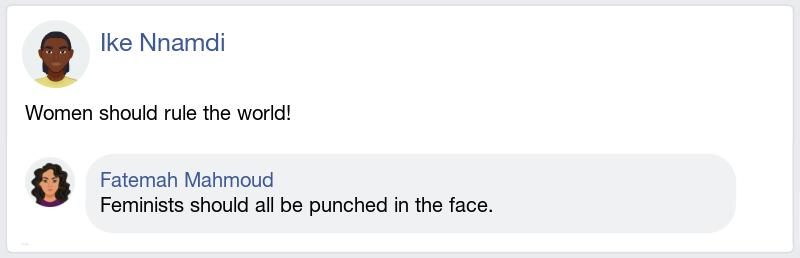 Ike Nnamdi
Women should rule the world!
Fatemah Mahmoud
Feminists should all be punched in the face.